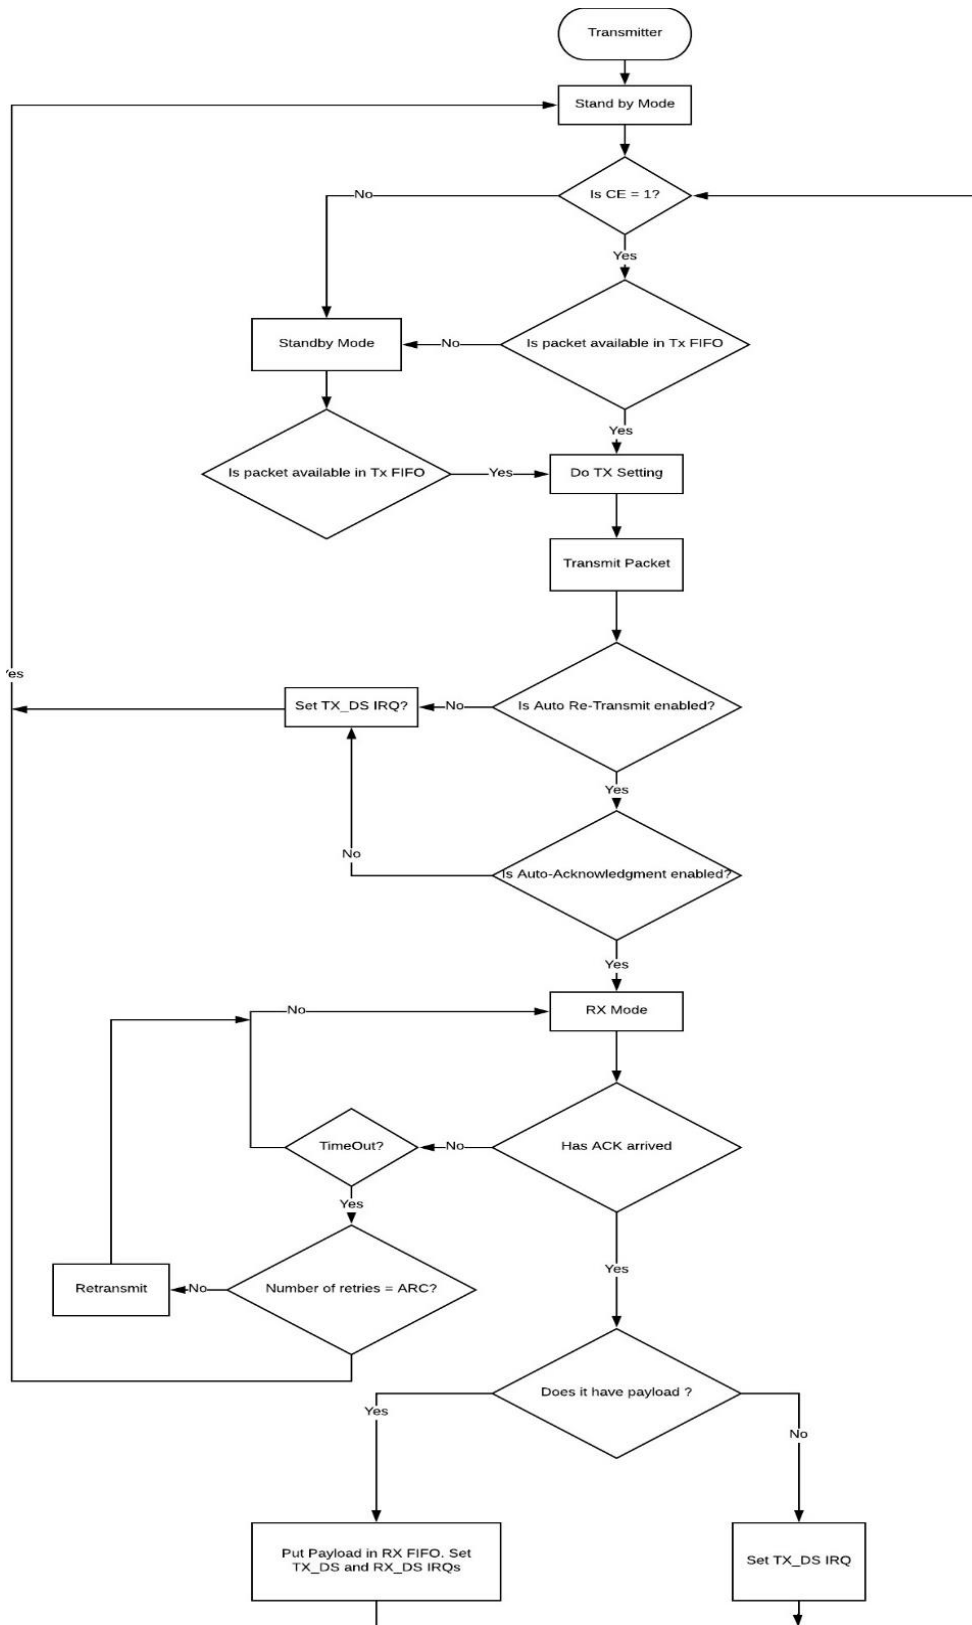 Transmitter
Stand by Mode
Is CE = 1?
No
Yes
Standby Mode
No
Is packet available in Tx FIFO
Yes
Is packet available in Tx FIFO
Yes
Do TX Setting
Transmit Packet
Yes
Set TX_DS IRQ?
No
Is Auto Re-Transmit enabled?
Yes
No
Is Auto-Acknowledgment enabled?
Yes
No
RX Mode
TimeOut?
No
Has ACK arrived
Yes
Retransmit
No
Number of retries = ARC?
Yes
Does it have payload ?
Yes
No
Put Payload in RX FIFO. Set
TX_DS and RX_DS IRQs
Set TX_DS IRQ